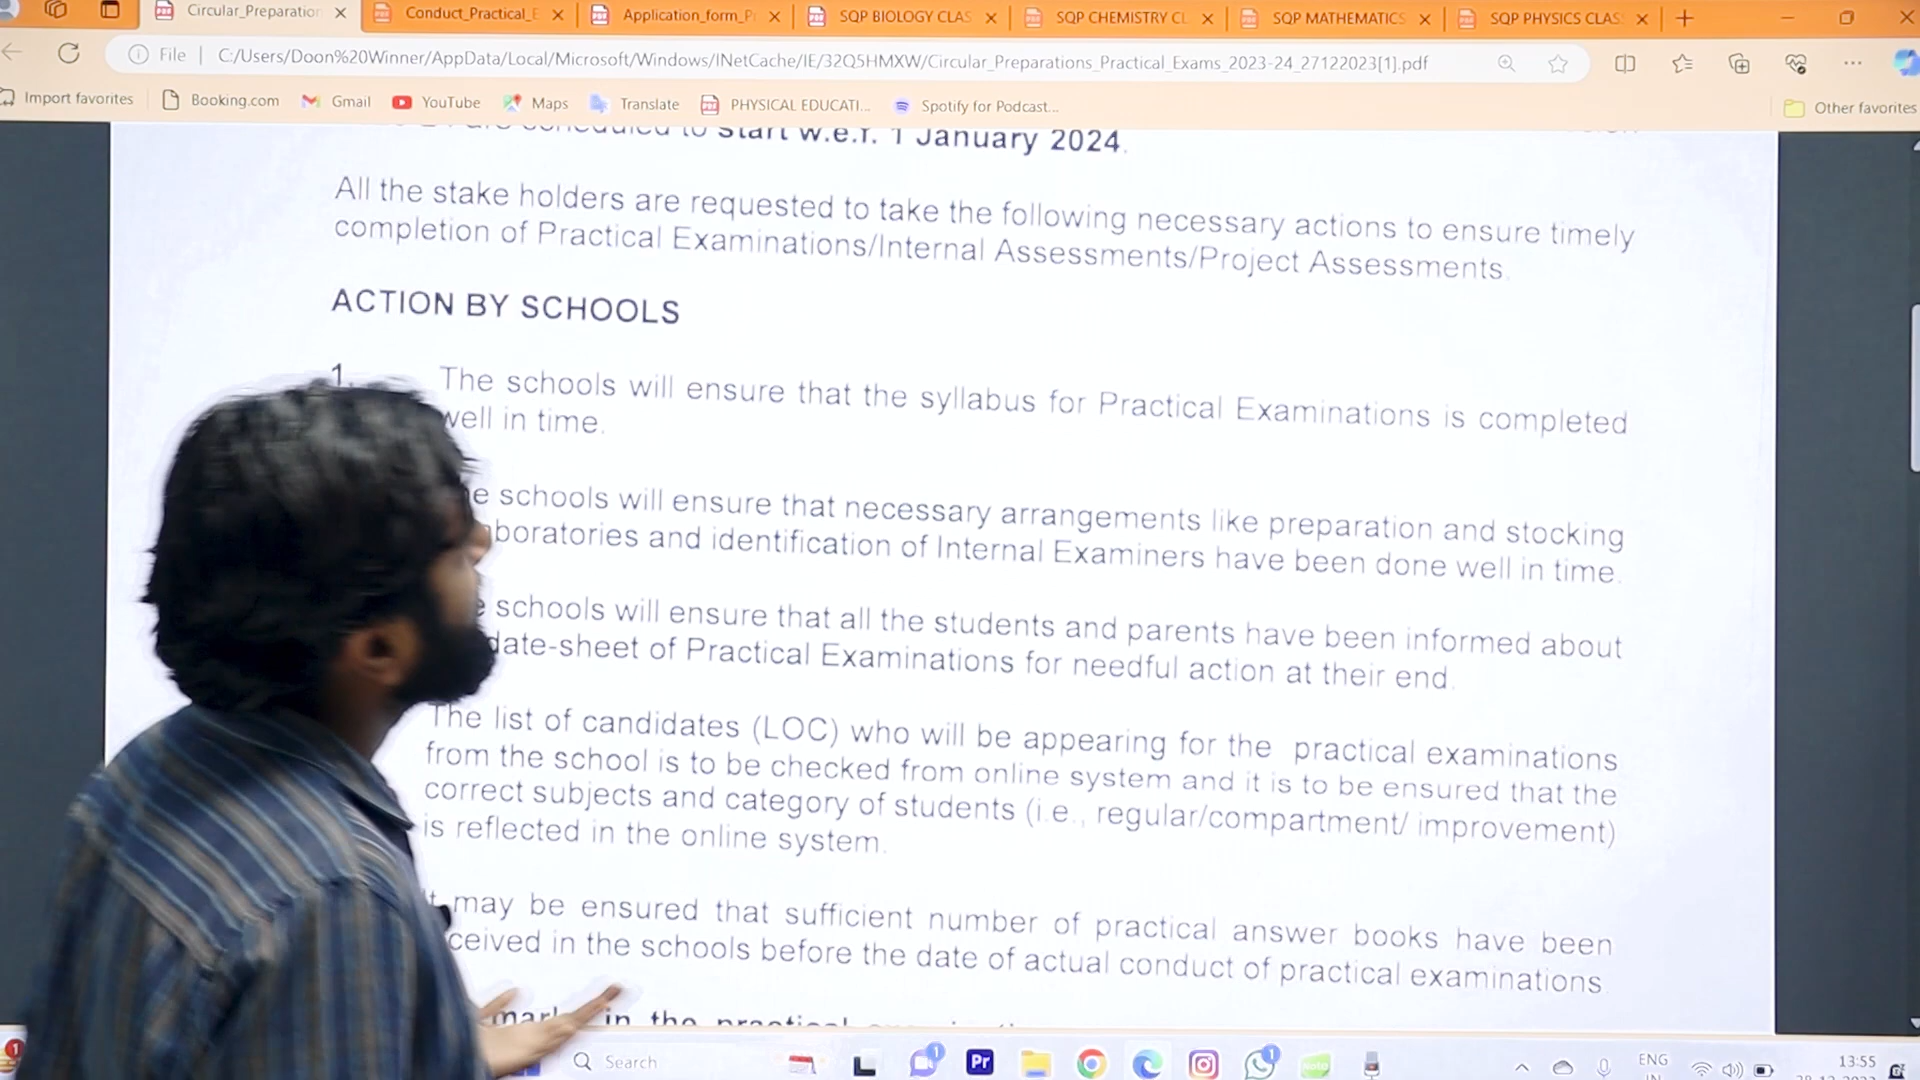 Circular_Preparation
Conduct_Practical_E
Application_form_P
SQP BIOLOGY CLAS
SQP CHEMISTRY CL
SQP MATHEMATICS
SQP PHYSICS CLAS
File
C:/Users/Doon%20Winner/AppData/Local/Microsoft/Windows/INetCache/IE/32Q5HMXW/Circular_Preparations_Practical_Exams_2023-24_27122023[1].pdf
Import favorites
Booking.com
Gmail
YouTube
Maps
Translate
PHYSICAL EDUCATI...
Spotify for Podcast...
Other favorites
scheduled to Start w.e.f. 1 January 2024.
All the stake holders are requested to take the following necessary actions to ensure timely
completion of Practical Examinations/Internal Assessments/Project Assessments.
ACTION BY SCHOOLS
1. The schools will ensure that the syllabus for Practical Examinations is completed
well in time.
e schools will ensure that necessary arrangements like preparation and stocking
boratories and identification of Internal Examiners have been done well in time.
e schools will ensure that all the students and parents have been informed about
date-sheet of Practical Examinations for needful action at their end.
The list of candidates (LOC) who will be appearing for the practical examinations
from the school is to be checked from online system and it is to be ensured that the
correct subjects and category of students (i.e., regular/compartment/ improvement)
is reflected in the online system.
It may be ensured that sufficient number of practical answer books have been
ceived in the schools before the date of actual conduct of practical examinations.
in the practical
Search
Pr
ENG
IN
13:55